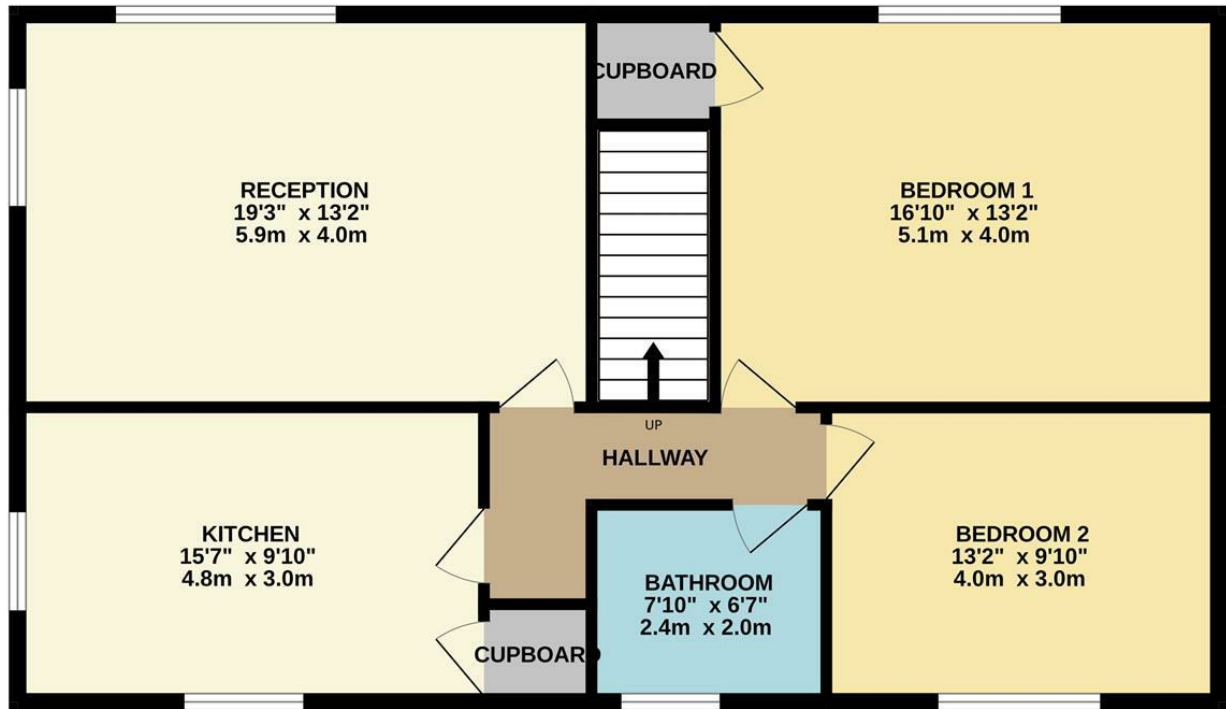 CUPBOARD
RECEPTION
19'3" x 13'2"
5.9m x 4.0m
BEDROOM 1
16'10" x 13'2"
5.1m x 4.0m
UP
HALLWAY
KITCHEN
15'7" x 9'10"
4.8m x 3.0m
BEDROOM 2
13'2" x 9'10"
4.0m x 3.0m
BATHROOM
7'10" x 6'7"
2.4m x 2.0m
CUPBOARD